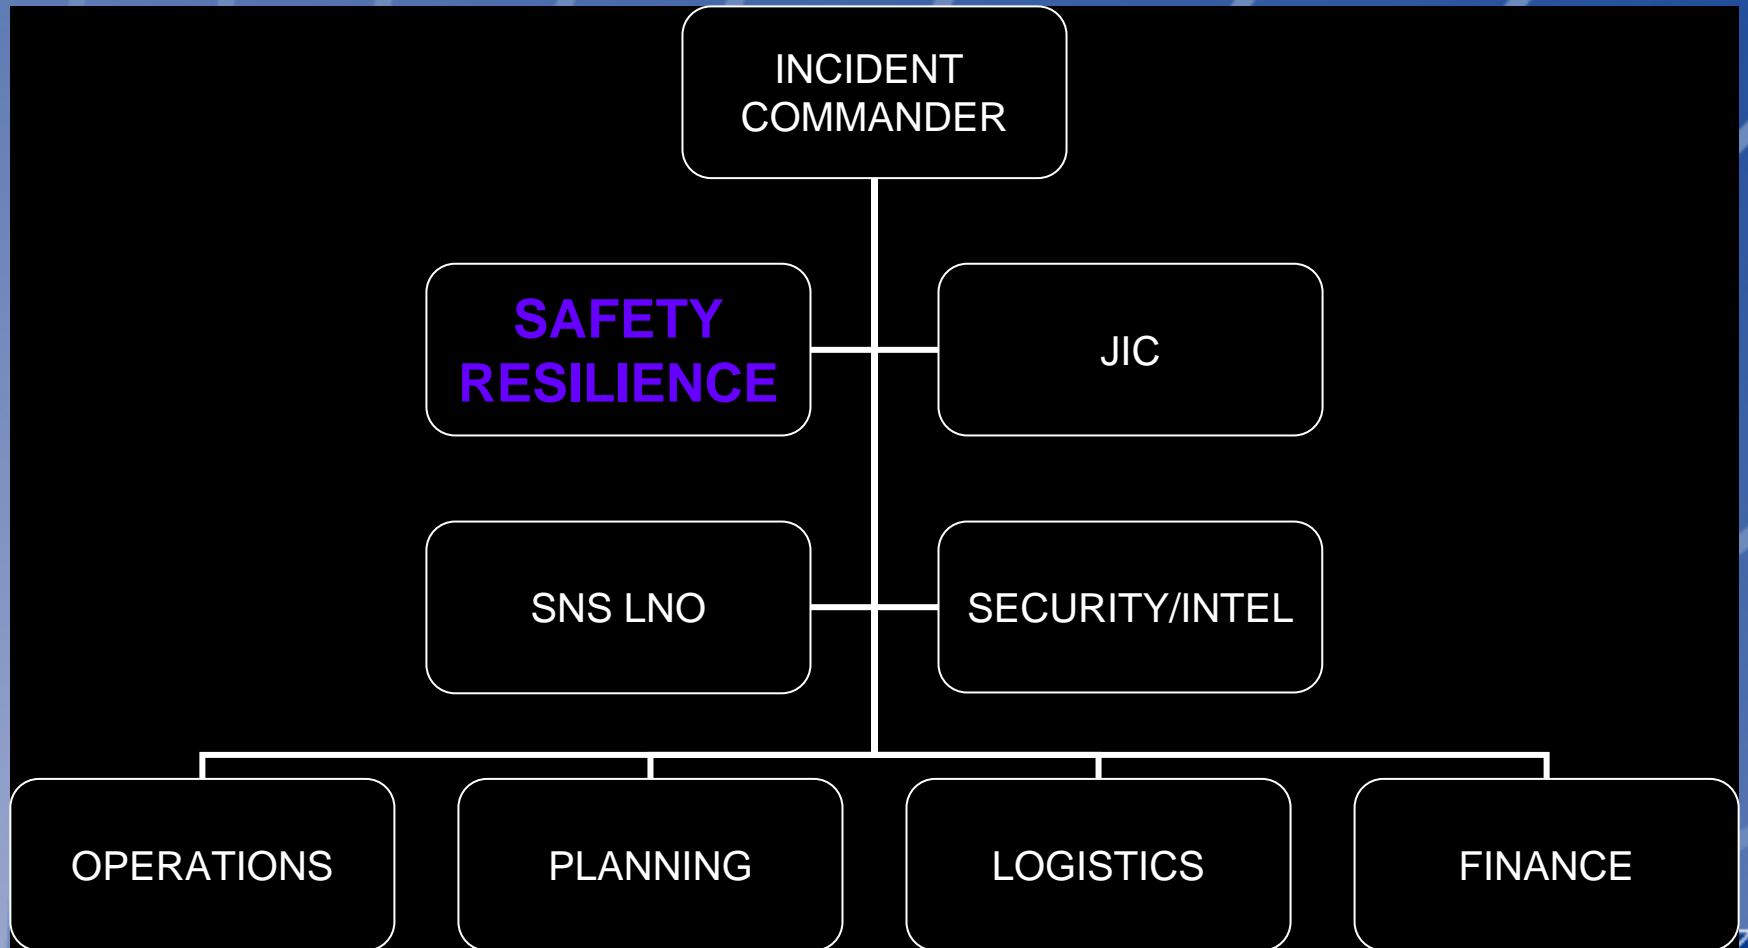 INCIDENT
COMMANDER
SAFETY
RESILIENCE
JIC
SNS LNO
SECURITY/INTEL
OPERATIONS
PLANNING
LOGISTICS
FINANCE